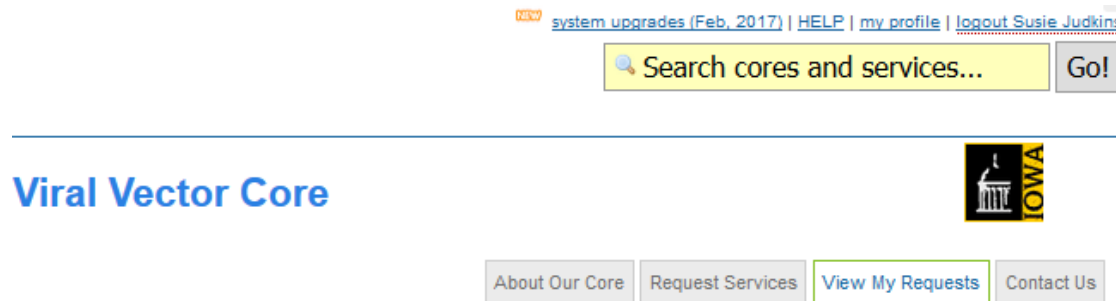 NEW system upgrades (Feb, 2017) | HELP | my profile | logout Susie Judkins
Search cores and services... Go!
Viral Vector Core
IOWA
About Our Core Request Services View My Requests Contact Us